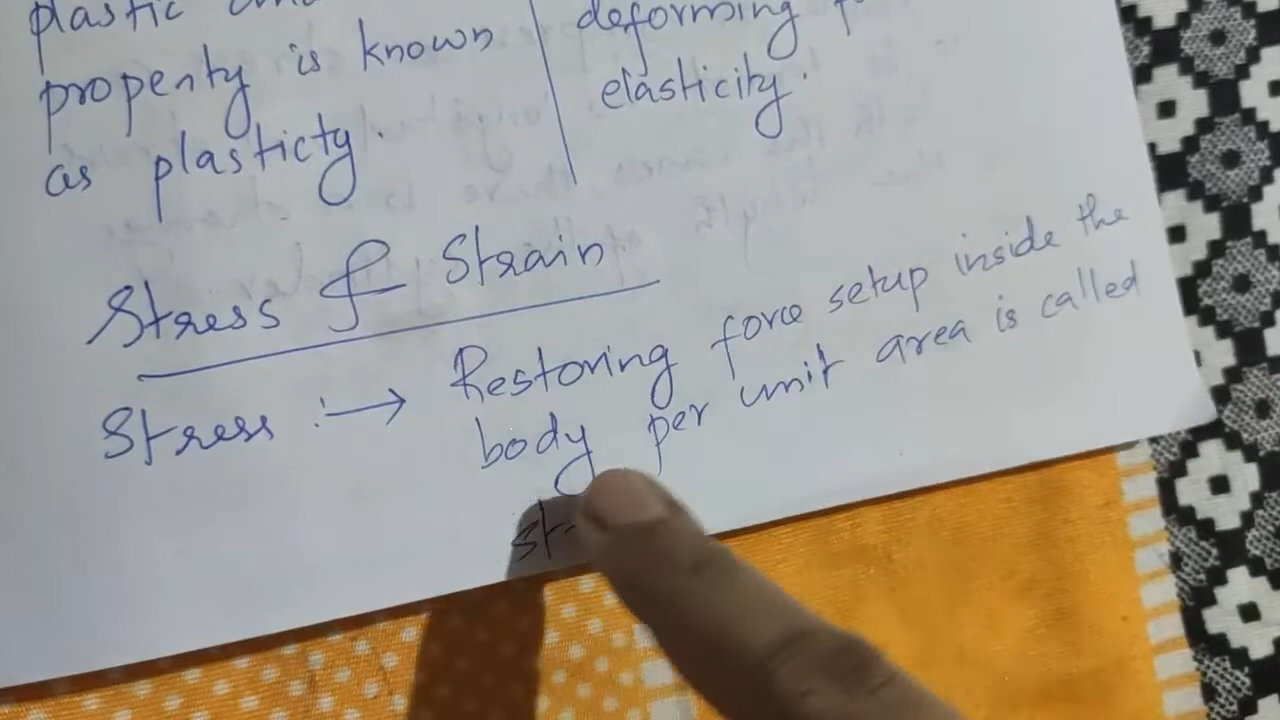 plastic
property is known
as plasticty.
deforming
elasticity.
Stress & Strain
Stress :→ Restoring force setup inside the
body per unit area is called
st